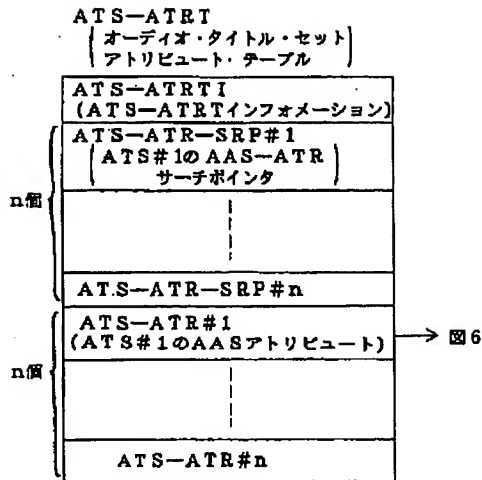 ATS－ATRT
(オーディオ・タイトル・セット
アトリビュート・テーブル)
ATS－ATRTI
(ATS－ATRTインフォメーション)
ATS－ATR－SRP#1
(ATS#1のAAS－ATR
サーチポインタ)
n個
ATS－ATR－SRP#n
ATS－ATR#1
(ATS#1のAASアトリビュート)
→ 図6
n個
ATS－ATR#n